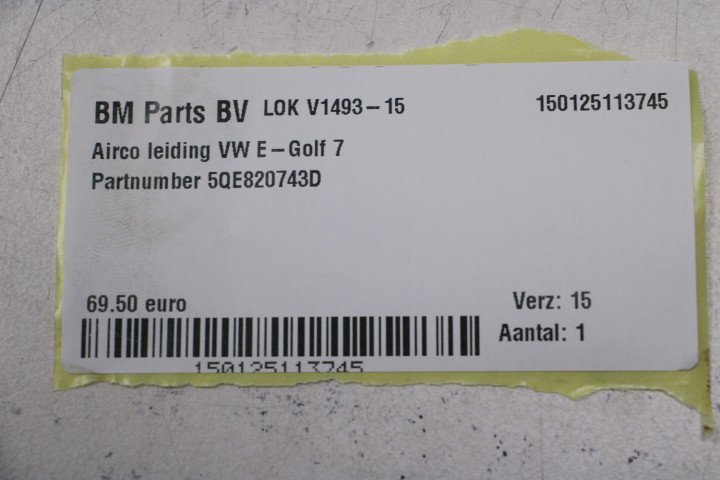 BM Parts BV LOK V1493-15 150125113745
Airco leiding VW E-Golf 7
Partnumber 5QE820743D
69.50 euro Verz: 15
Aantal: 1
150125113745